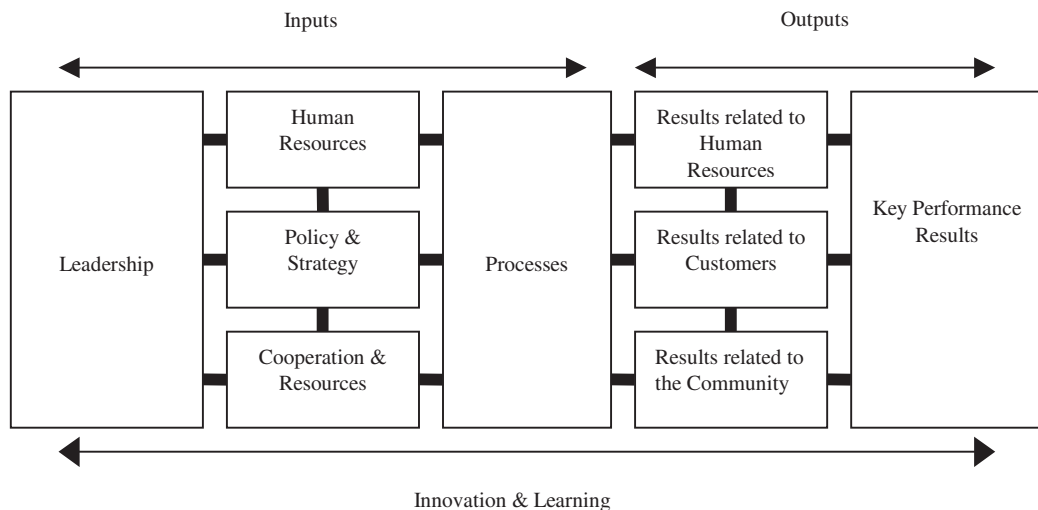 Inputs
Outputs
Leadership
Human
Resources
Policy &
Strategy
Cooperation &
Resources
Processes
Results related to
Human
Resources
Results related to
Customers
Results related to
the Community
Key Performance
Results
Innovation & Learning